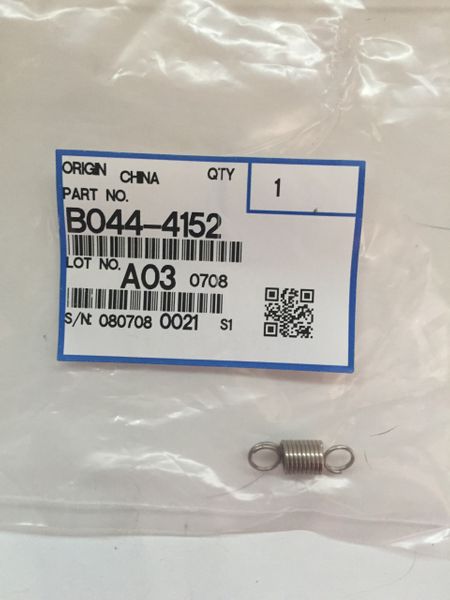 ORIGIN CHINA QTY 1
PART NO.
B044-4152
LOT NO. A03 0708
S/N: 080708 0021 S1